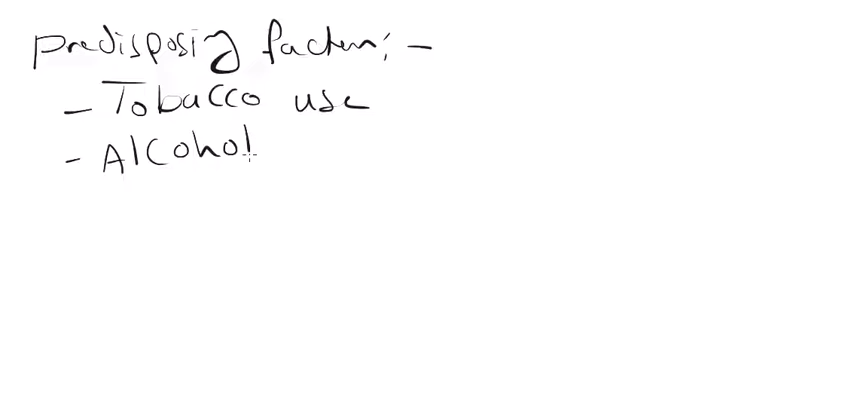 Predisposing factors:-
- Tobacco use
- Alcohol